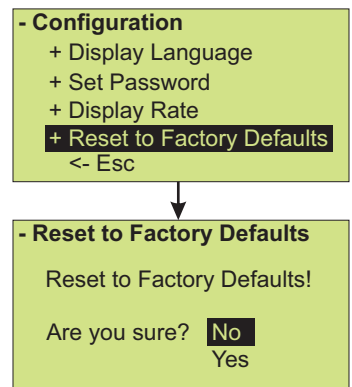 - Configuration
+ Display Language
+ Set Password
+ Display Rate
+ Reset to Factory Defaults
<- Esc
- Reset to Factory Defaults
Reset to Factory Defaults!
Are you sure? No
Yes